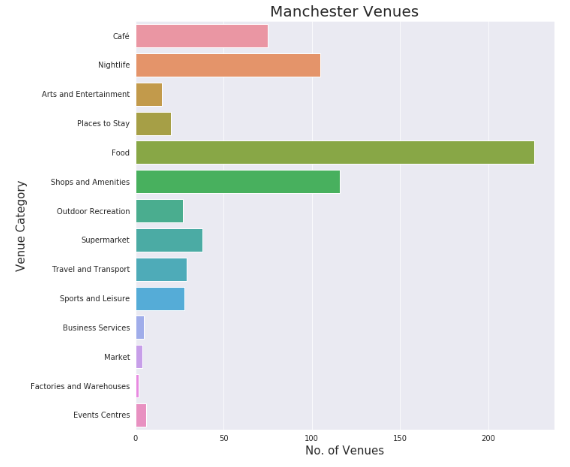 Manchester Venues
Venue Category
Café
Nightlife
Arts and Entertainment
Places to Stay
Food
Shops and Amenities
Outdoor Recreation
Supermarket
Travel and Transport
Sports and Leisure
Business Services
Market
Factories and Warehouses
Events Centres
0 50 100 150 200
No. of Venues